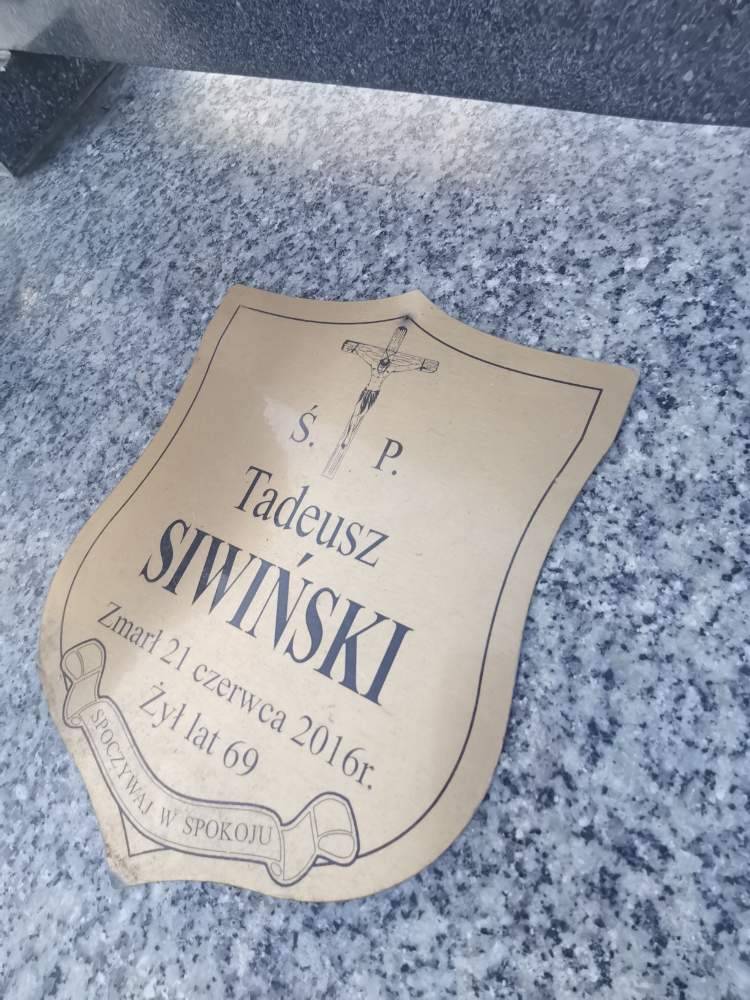 Ś. P.
Tadeusz
SIWIŃSKI
Zmarł 21 czerwca 2016r.
Żył lat 69
SPOCZYWAJ W SPOKOJU